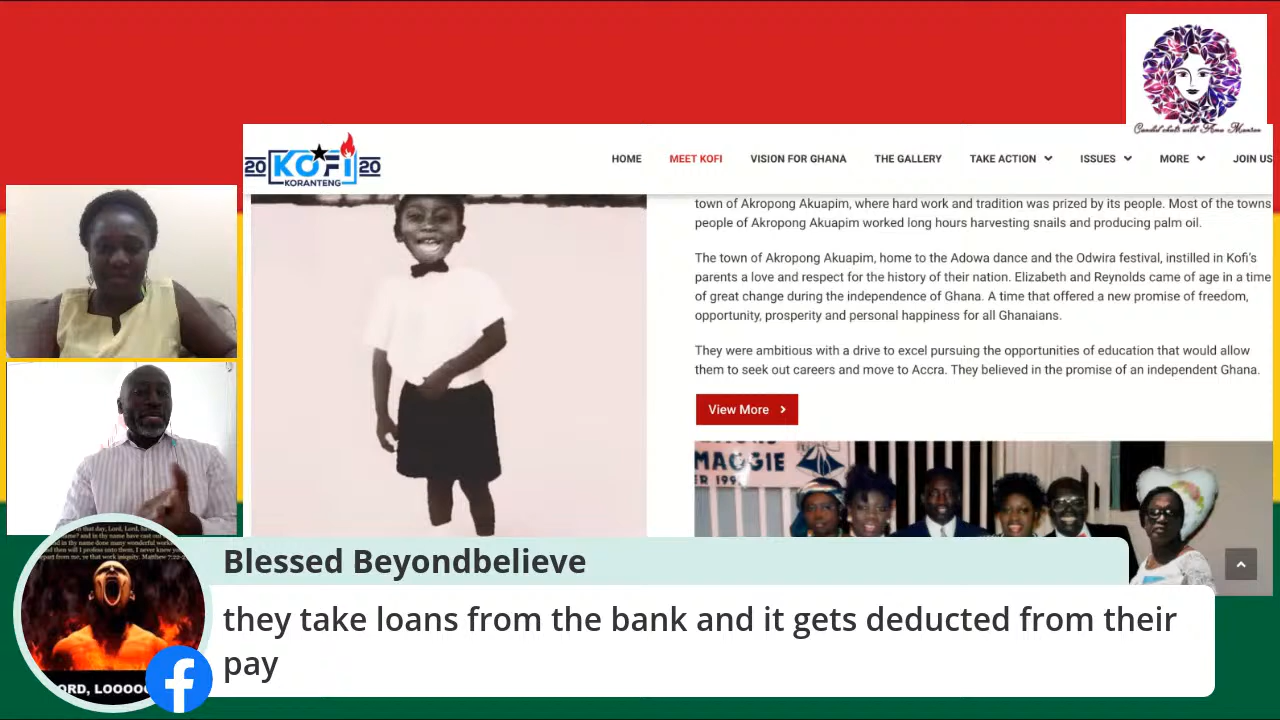 Candid chats with Ama Munroe
20 KOFI 20
KORANTENG
HOME
MEET KOFI
VISION FOR GHANA
THE GALLERY
TAKE ACTION
ISSUES
MORE
JOIN US
town of Akropong Akuapim, where hard work and tradition was prized by its people. Most of the towns
people of Akropong Akuapim worked long hours harvesting snails and producing palm oil.
The town of Akropong Akuapim, home to the Adowa dance and the Odwira festival, instilled in Kofi's
parents a love and respect for the history of their nation. Elizabeth and Reynolds came of age in a time
of great change during the independence of Ghana. A time that offered a new promise of freedom,
opportunity, prosperity and personal happiness for all Ghanaians.
They were ambitious with a drive to excel pursuing the opportunities of education that would allow
them to seek out careers and move to Accra. They believed in the promise of an independent Ghana.
View More
MAGGIE
Blessed Beyondbelieve
they take loans from the bank and it gets deducted from their
pay